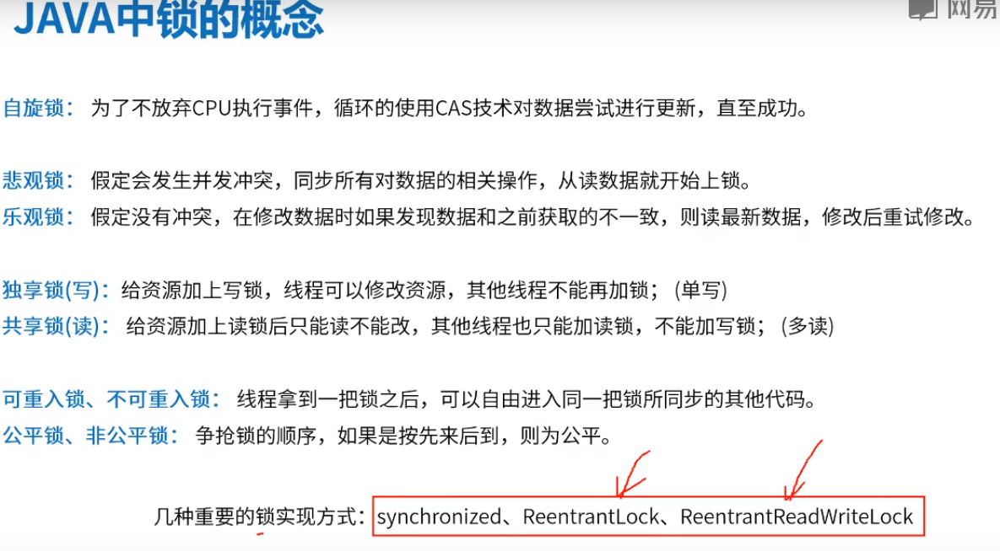 JAVA中锁的概念
网易
自旋锁： 为了不放弃CPU执行事件，循环的使用CAS技术对数据尝试进行更新，直至成功。
悲观锁： 假定会发生并发冲突，同步所有对数据的相关操作，从读数据就开始上锁。
乐观锁： 假定没有冲突，在修改数据时如果发现数据和之前获取的不一致，则读最新数据，修改后重试修改。
独享锁(写)： 给资源加上写锁，线程可以修改资源，其他线程不能再加锁； (单写)
共享锁(读)： 给资源加上读锁后只能读不能改，其他线程也只能加读锁，不能加写锁； (多读)
可重入锁、不可重入锁： 线程拿到一把锁之后，可以自由进入同一把锁所同步的其他代码。
公平锁、非公平锁： 争抢锁的顺序，如果是按先来后到，则为公平。
几种重要的锁实现方式：synchronized、ReentrantLock、ReentrantReadWriteLock